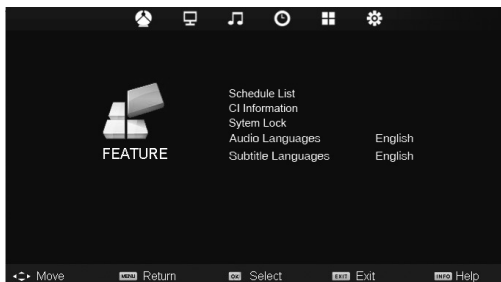 FEATURE
Schedule List
CI Information
Sytem Lock
Audio Languages English
Subtitle Languages English
Move MENU Return OK Select EXIT Exit INFO Help